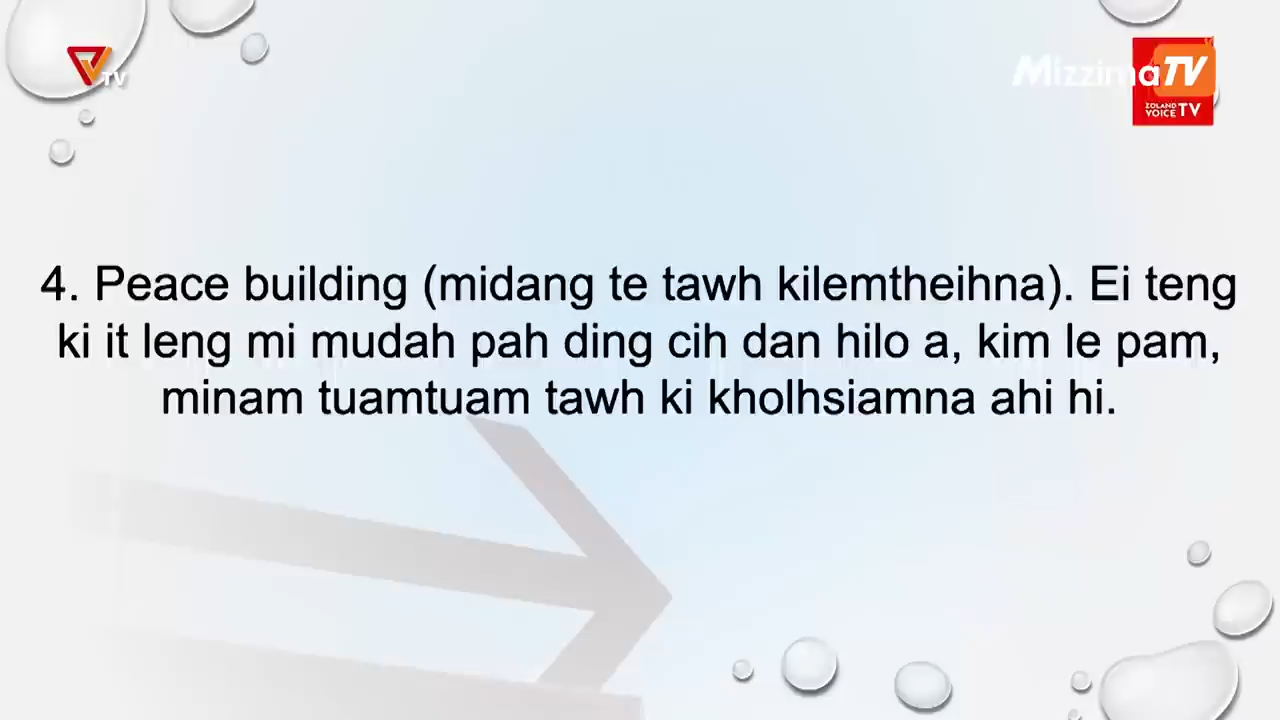 TV
MizzimaTV
ZOLAND
VOICE TV
4. Peace building (midang te tawh kilemtheihna). Ei teng
ki it leng mi mudah pah ding cih dan hilo a, kim le pam,
minam tuamtuam tawh ki kholhsiamna ahi hi.